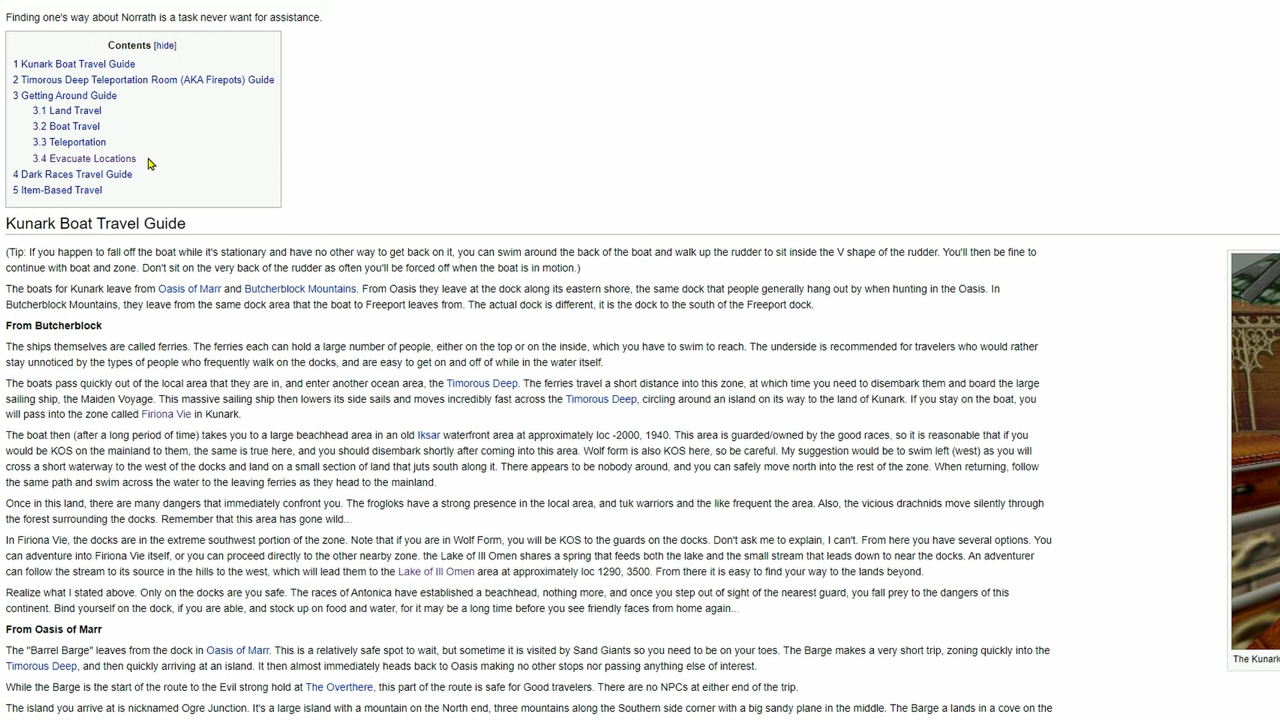 Finding one's way about Norrath is a task never want for assistance.
Contents [hide]
1 Kunark Boat Travel Guide
2 Timorous Deep Teleportation Room (AKA Firepots) Guide
3 Getting Around Guide
3.1 Land Travel
3.2 Boat Travel
3.3 Teleportation
3.4 Evacuate Locations
4 Dark Races Travel Guide
5 Item-Based Travel
Kunark Boat Travel Guide
(Tip: If you happen to fall off the boat while it's stationary and have no other way to get back on it, you can swim around the back of the boat and walk up the rudder to sit inside the V shape of the rudder. You'll then be fine to
continue with boat and zone. Don't sit on the very back of the rudder as often you'll be forced off when the boat is in motion.)
The boats for Kunark leave from Oasis of Marr and Butcherblock Mountains. From Oasis they leave at the dock along its eastern shore, the same dock that people generally hang out by when hunting in the Oasis. In
Butcherblock Mountains, they leave from the same dock area that the boat to Freeport leaves from. The actual dock is different, it is the dock to the south of the Freeport dock.
From Butcherblock
The ships themselves are called ferries. The ferries each can hold a large number of people, either on the top or on the inside, which you have to swim to reach. The underside is recommended for travelers who would rather
stay unnoticed by the types of people who frequently walk on the docks, and are easy to get on and off of while in the water itself.
The boats pass quickly out of the local area that they are in, and enter another ocean area, the Timorous Deep. The ferries travel a short distance into this zone, at which time you need to disembark them and board the large
sailing ship, the Maiden Voyage. This massive sailing ship then lowers its side sails and moves incredibly fast across the Timorous Deep, circling around an island on its way to the land of Kunark. If you stay on the boat, you
will pass into the zone called Firiona Vie in Kunark.
The boat then (after a long period of time) takes you to a large beachhead area in an old Iksar waterfront area at approximately loc -2000, 1940. This area is guarded/owned by the good races, so it is reasonable that if you
would be KOS on the mainland to them, the same is true here, and you should disembark shortly after coming into this area. Wolf form is also KOS here, so be careful. My suggestion would be to swim left (west) as you will
cross a short waterway to the west of the docks and land on a small section of land that juts south along it. There appears to be nobody around, and you can safely move north into the rest of the zone. When returning, follow
the same path and swim across the water to the leaving ferries as they head to the mainland.
Once in this land, there are many dangers that immediately confront you. The frogloks have a strong presence in the local area, and tuk warriors and the like frequent the area. Also, the vicious drachnids move silently through
the forest surrounding the docks. Remember that this area has gone wild...
In Firiona Vie, the docks are in the extreme southwest portion of the zone. Note that if you are in Wolf Form, you will be KOS to the guards on the docks. Don't ask me to explain, I can't. From here you have several options. You
can adventure into Firiona Vie itself, or you can proceed directly to the other nearby zone. the Lake of Ill Omen shares a spring that feeds both the lake and the small stream that leads down to near the docks. An adventurer
can follow the stream to its source in the hills to the west, which will lead them to the Lake of Ill Omen area at approximately loc 1290, 3500. From there it is easy to find your way to the lands beyond.
Realize what I stated above. Only on the docks are you safe. The races of Antonica have established a beachhead, nothing more, and once you step out of sight of the nearest guard, you fall prey to the dangers of this
continent. Bind yourself on the dock, if you are able, and stock up on food and water, for it may be a long time before you see friendly faces from home again...
From Oasis of Marr
The "Barrel Barge" leaves from the dock in Oasis of Marr. This is a relatively safe spot to wait, but sometime it is visited by Sand Giants so you need to be on your toes. The Barge makes a very short trip, zoning quickly into the
Timorous Deep, and then quickly arriving at an island. It then almost immediately heads back to Oasis making no other stops nor passing anything else of interest.
While the Barge is the start of the route to the Evil strong hold at The Overthere, this part of the route is safe for Good travelers. There are no NPCs at either end of the trip.
The island you arrive at is nicknamed Ogre Junction. It's a large island with a mountain on the North end, three mountains along the Southern side corner with a big sandy plane in the middle. The Barge a lands in a cove on the
The Kunark